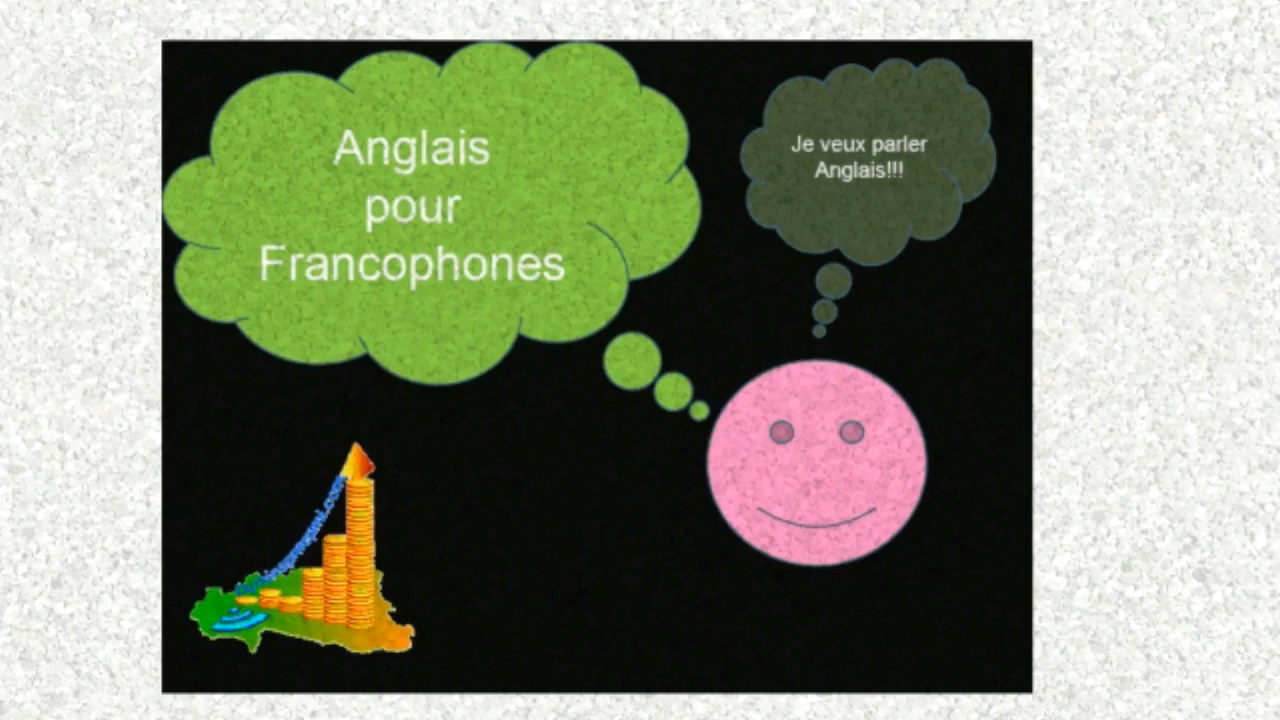 Anglais
pour
Francophones
Je veux parler
Anglais!!!